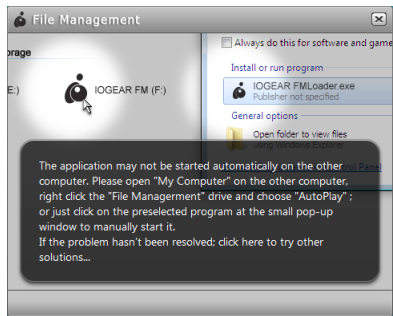 File Management
orage
E:)
IOGEAR FM (F:)
Always do this for software and game
Install or run program
IOGEAR FMLoader.exe
Publisher not specified
General options
Open folder to view files
using Windows Explorer
Control Panel
The application may not be started automatically on the other
computer. Please open "My Computer" on the other computer,
right click the "File Managerment" drive and choose "AutoPlay" ;
or just click on the preselected program at the small pop-up
window to manually start it.
If the problem hasn't been resolved; click here to try other
solutions...